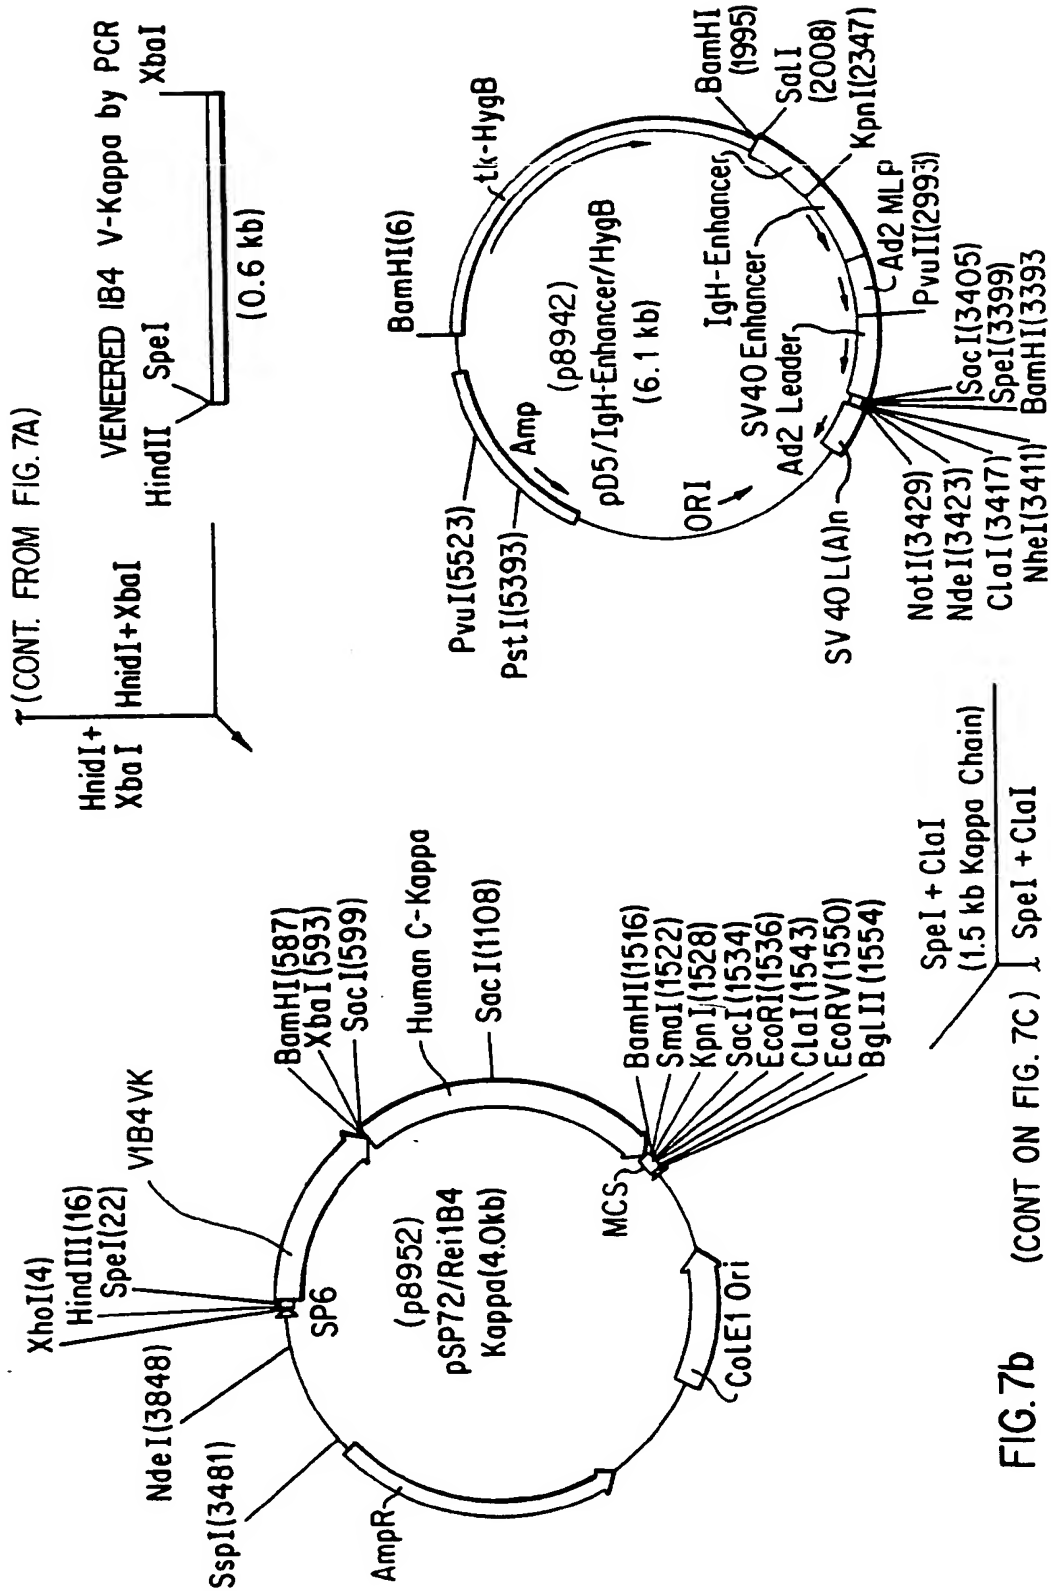 (CONT. FROM FIG. 7A)
HnidI+
XbaI
HnidI+XbaI
VENEERED IB4 V-Kappa by PCR
HindII
SpeI
XbaI
(0.6 kb)
XhoI(4)
HindIII(16)
SpeI(22)
NdeI(3848)
SspI(3481)
SP6
V1B4VK
BamHI(587)
XbaI(593)
SacI(599)
Human C-Kappa
SacI(1108)
(p8952)
pSP72/Rei1B4
Kappa(4.0kb)
AmpR
ColE1 Ori
MCS
BamHI(1516)
SmaI(1522)
KpnI(1528)
SacI(1534)
EcoRI(1536)
ClaI(1543)
EcoRV(1550)
BglII(1554)
BamHI(6)
tk-HygB
PvuI(5523)
PstI(5393)
Amp
(p8942)
pD5/IgH-Enhancer/HygB
(6.1 kb)
ORI
IgH-Enhancer
SV40 Enhancer
Ad2 Leader
BamHI
(1995)
SalI
(2008)
KpnI(2347)
Ad2 MLP
PvuII(2993)
SacI(3405)
SpeI(3399)
BamHI(3393
SV40L(A)n
NotI(3429)
NdeI(3423)
ClaI(3417)
NheI(3411)
SpeI + ClaI
(1.5 kb Kappa Chain)
SpeI + ClaI
FIG. 7b
(CONT ON FIG. 7C)